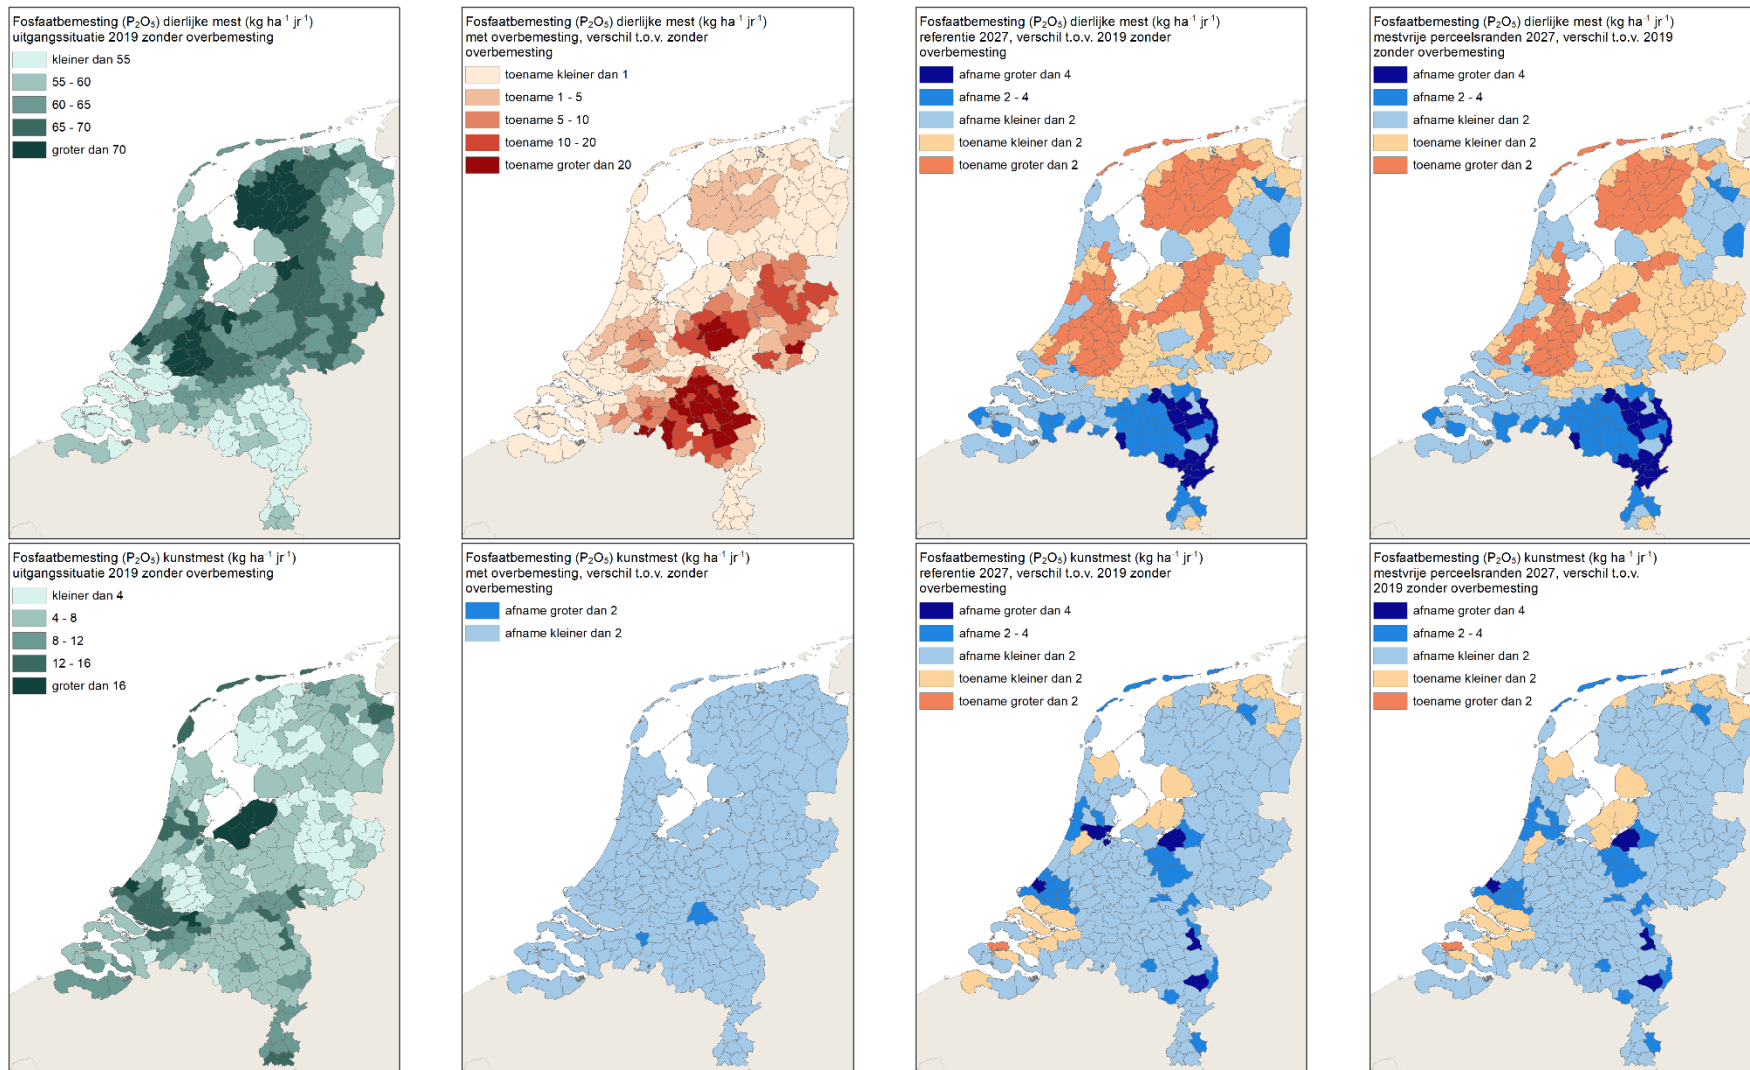 Fosfaatbemesting (P₂O₅) dierlijke mest (kg ha⁻¹ jr⁻¹)
uitgangssituatie 2019 zonder overbemesting
kleiner dan 55
55 - 60
60 - 65
65 - 70
groter dan 70
Fosfaatbemesting (P₂O₅) dierlijke mest (kg ha⁻¹ jr⁻¹)
met overbemesting, verschil t.o.v. zonder
overbemesting
toename kleiner dan 1
toename 1 - 5
toename 5 - 10
toename 10 - 20
toename groter dan 20
Fosfaatbemesting (P₂O₅) dierlijke mest (kg ha⁻¹ jr⁻¹)
referentie 2027, verschil t.o.v. 2019 zonder
overbemesting
afname groter dan 4
afname 2 - 4
afname kleiner dan 2
toename kleiner dan 2
toename groter dan 2
Fosfaatbemesting (P₂O₅) dierlijke mest (kg ha⁻¹ jr⁻¹)
mestvrije perceelsranden 2027, verschil t.o.v. 2019
zonder overbemesting
afname groter dan 4
afname 2 - 4
afname kleiner dan 2
toename kleiner dan 2
toename groter dan 2
Fosfaatbemesting (P₂O₅) kunstmest (kg ha⁻¹ jr⁻¹)
uitgangssituatie 2019 zonder overbemesting
kleiner dan 4
4 - 8
8 - 12
12 - 16
groter dan 16
Fosfaatbemesting (P₂O₅) kunstmest (kg ha⁻¹ jr⁻¹)
met overbemesting, verschil t.o.v. zonder
overbemesting
afname groter dan 2
afname kleiner dan 2
Fosfaatbemesting (P₂O₅) kunstmest (kg ha⁻¹ jr⁻¹)
referentie 2027, verschil t.o.v. 2019 zonder
overbemesting
afname groter dan 4
afname 2 - 4
afname kleiner dan 2
toename kleiner dan 2
toename groter dan 2
Fosfaatbemesting (P₂O₅) kunstmest (kg ha⁻¹ jr⁻¹)
mestvrije perceelsranden 2027, verschil t.o.v.
2019 zonder overbemesting
afname groter dan 4
afname 2 - 4
afname kleiner dan 2
toename kleiner dan 2
toename groter dan 2